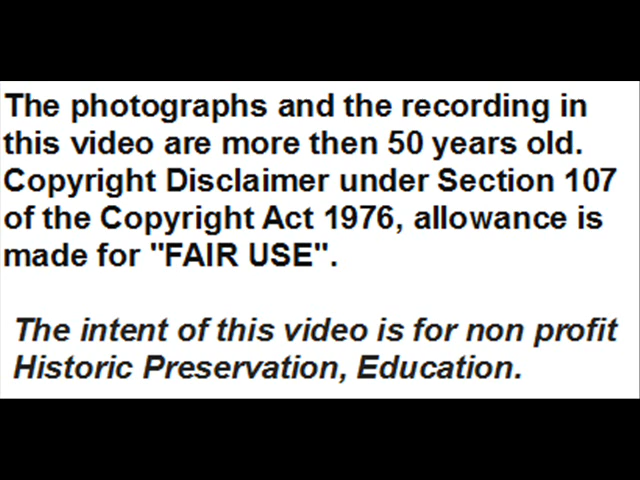 The photographs and the recording in
this video are more then 50 years old.
Copyright Disclaimer under Section 107
of the Copyright Act 1976, allowance is
made for "FAIR USE".
The intent of this video is for non profit
Historic Preservation, Education.